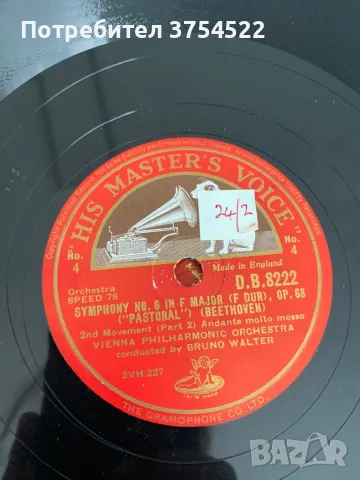 Потребител 3754522
"HIS MASTER'S VOICE"
24/2
No. 4
No. 4
Made in England
Orchestra
SPEED 78
D.B.8222
SYMPHONY NO. 6 IN F MAJOR (F DUR), OP. 68
("PASTORAL") (BEETHOVEN)
2nd Movement (Part 2) Andante molto mosso
VIENNA PHILHARMONIC ORCHESTRA
conducted by BRUNO WALTER
2VH.227
THE GRAMOPHONE CO. LTD.
BAZAR
bg